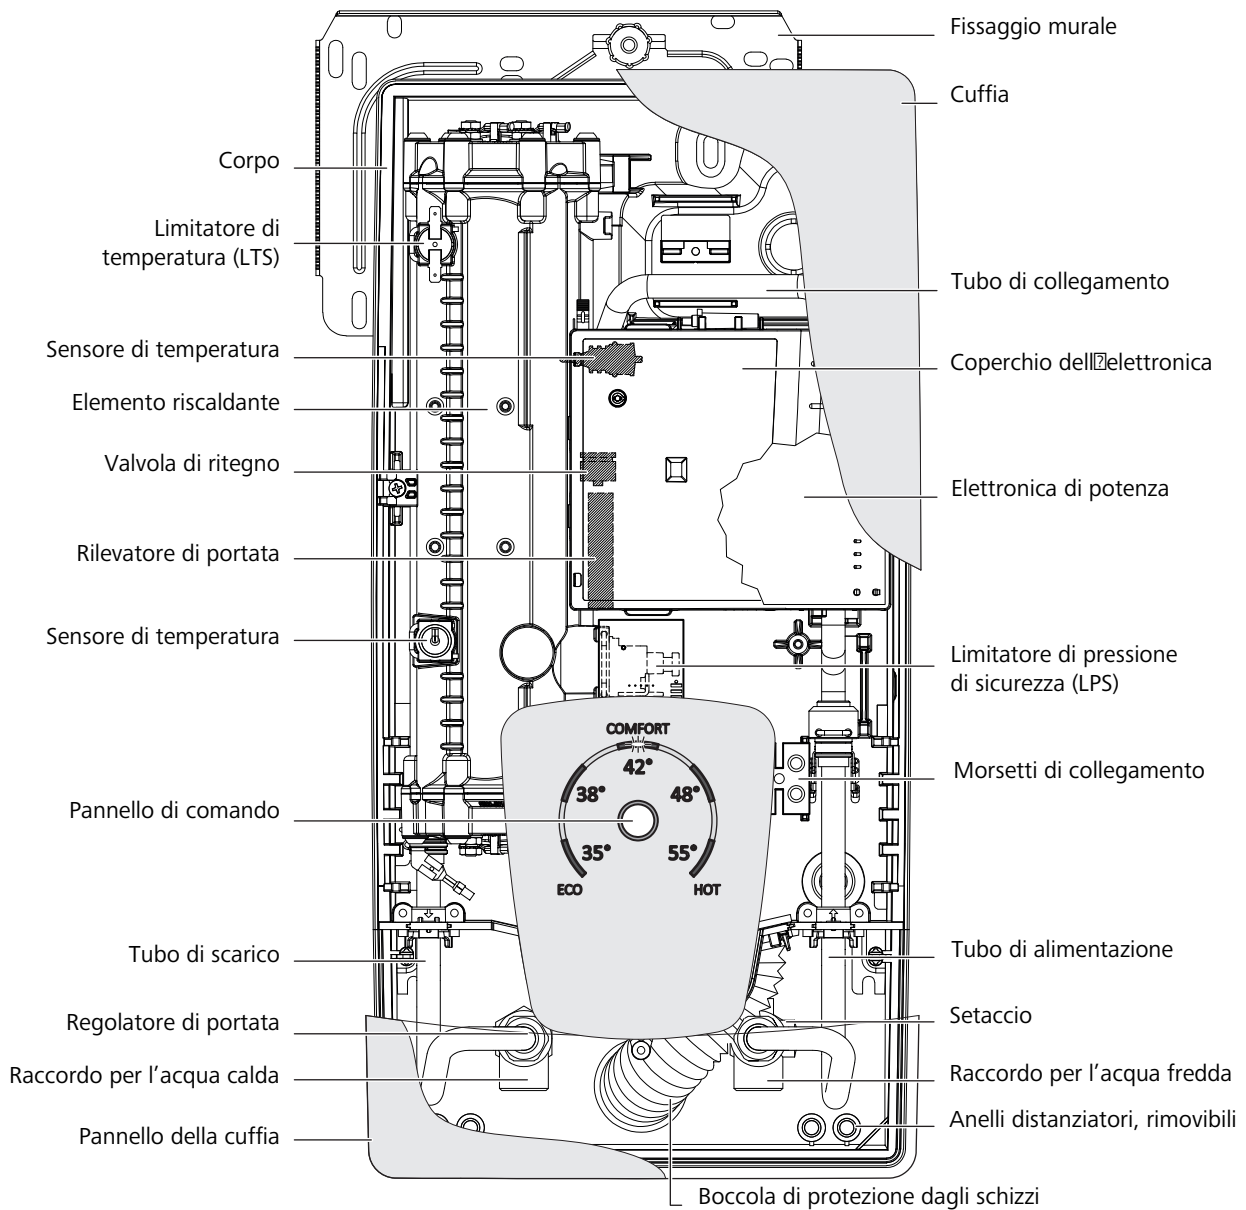 Fissaggio murale
Cuffia
Corpo
Limitatore di
temperatura (LTS)
Tubo di collegamento
Sensore di temperatura
Coperchio dell⍰elettronica
Elemento riscaldante
Valvola di ritegno
Elettronica di potenza
Rilevatore di portata
Sensore di temperatura
Limitatore di pressione
di sicurezza (LPS)
COMFORT
42°
38°
48°
35°
55°
ECO
HOT
Morsetti di collegamento
Pannello di comando
Tubo di scarico
Tubo di alimentazione
Regolatore di portata
Setaccio
Raccordo per l'acqua calda
Raccordo per l'acqua fredda
Anelli distanziatori, rimovibili
Pannello della cuffia
Boccola di protezione dagli schizzi